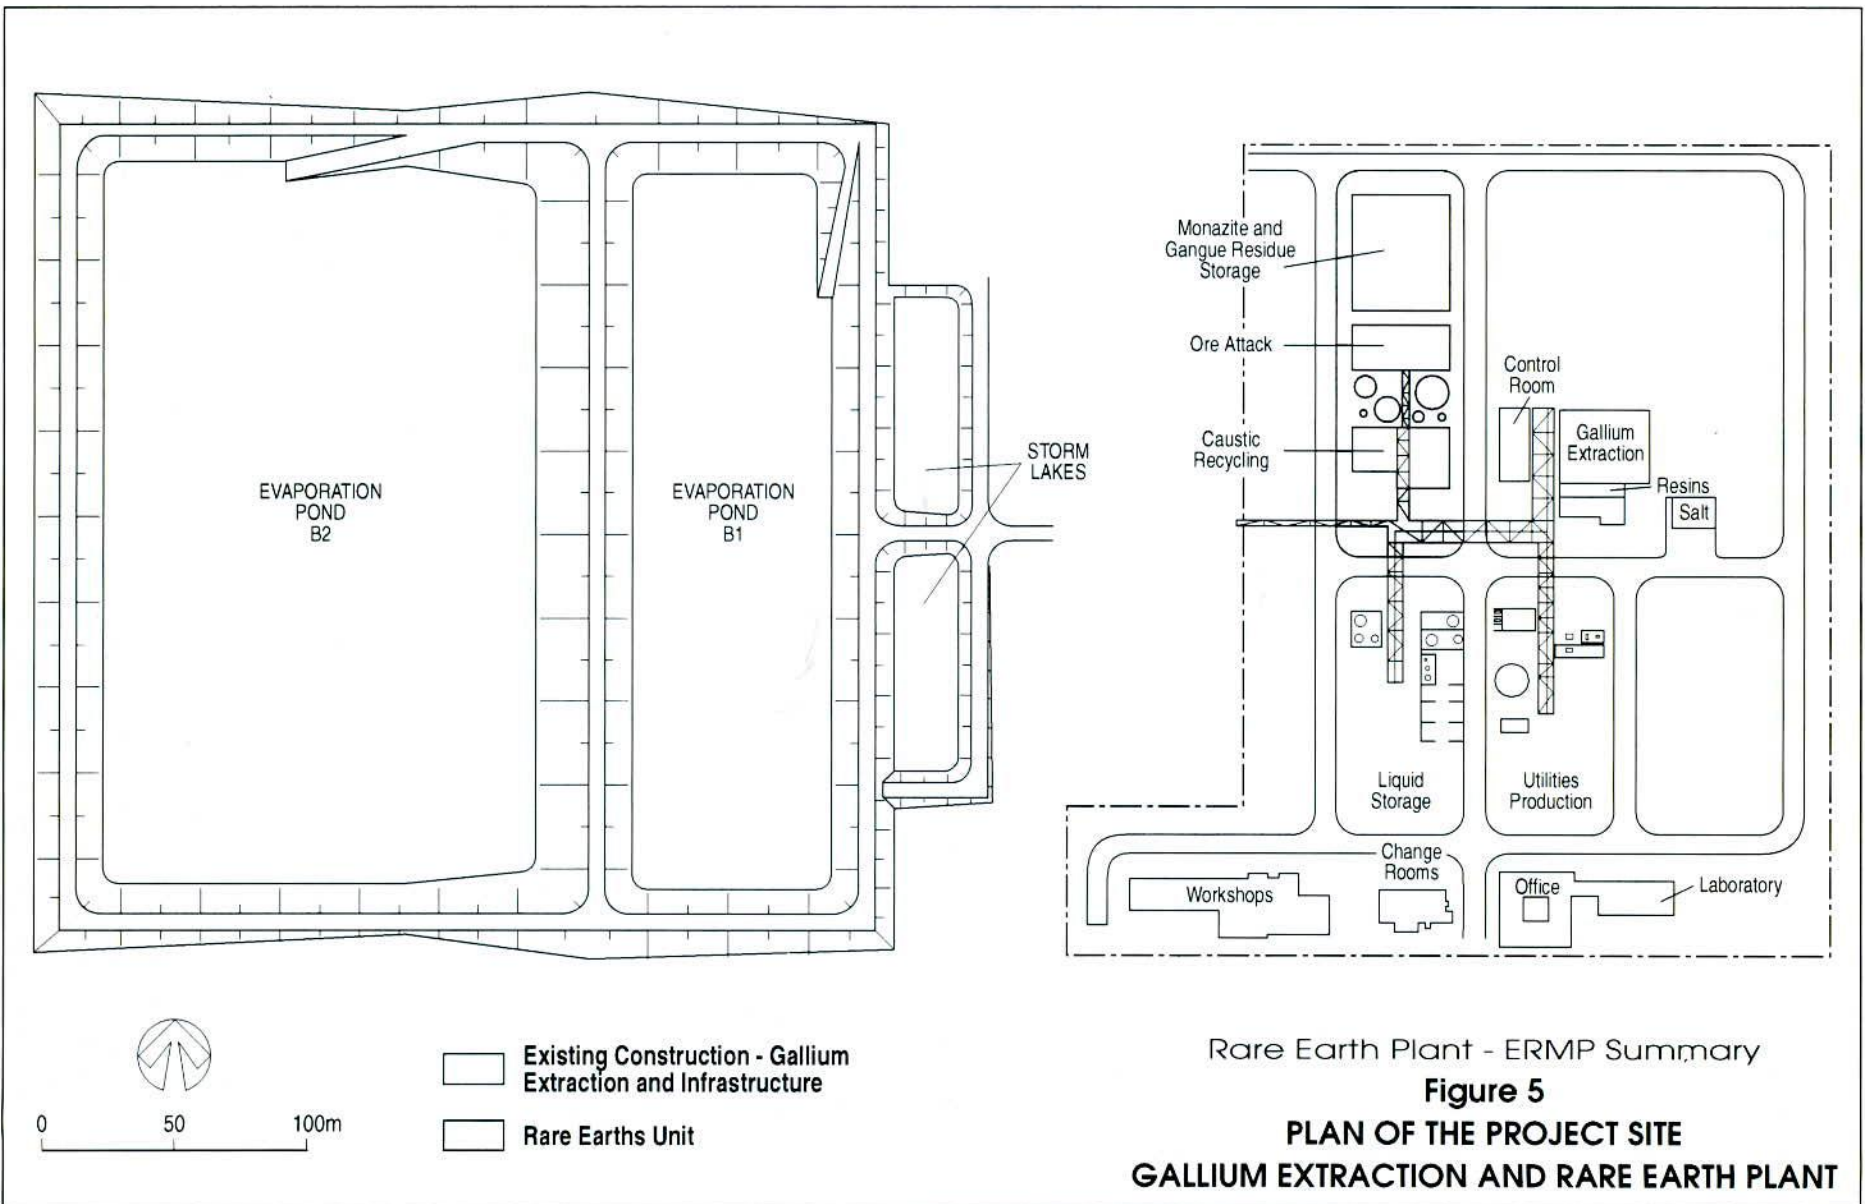 EVAPORATION
POND
B2
EVAPORATION
POND
B1
STORM
LAKES
Monazite and
Gangue Residue
Storage
Ore Attack
Caustic
Recycling
Control
Room
Gallium
Extraction
Resins
Salt
Liquid
Storage
Utilities
Production
Change
Rooms
Workshops
Office
Laboratory
0 50 100m
Existing Construction - Gallium
Extraction and Infrastructure
Rare Earths Unit
Rare Earth Plant - ERMP Summary
Figure 5
PLAN OF THE PROJECT SITE
GALLIUM EXTRACTION AND RARE EARTH PLANT